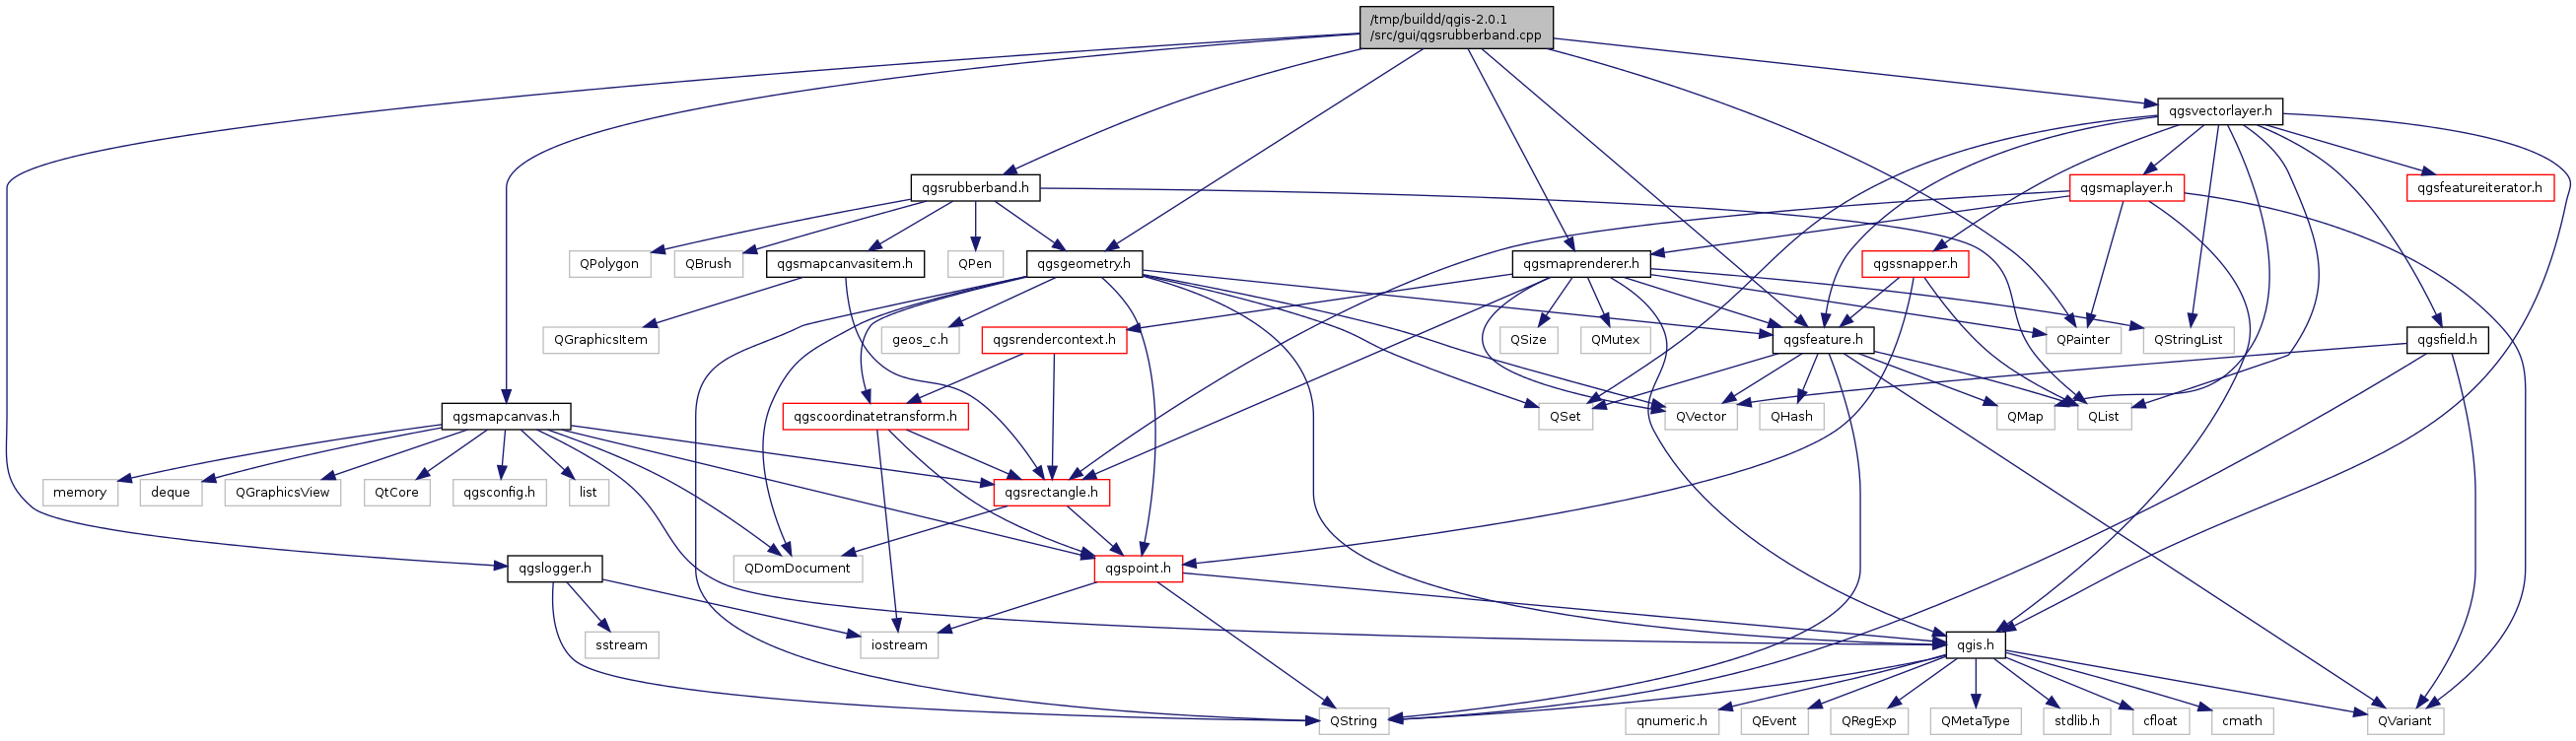 /tmp/buildd/qgis-2.0.1
/src/gui/qgsrubberband.cpp
qgsvectorlayer.h
qgsrubberband.h
qgsmaplayer.h
qgsfeatureiterator.h
QPolygon
QBrush
qgsmapcanvasitem.h
QPen
qgsgeometry.h
qgsmaprenderer.h
qgssnapper.h
QGraphicsItem
geos_c.h
qgsrendercontext.h
QSize
QMutex
qgsfeature.h
QPainter
QStringList
qgsfield.h
qgsmapcanvas.h
qgscoordinatetransform.h
QSet
QVector
QHash
QMap
QList
memory
deque
QGraphicsView
QtCore
qgsconfig.h
list
qgsrectangle.h
qgslogger.h
QDomDocument
qgspoint.h
sstream
iostream
qgis.h
QString
qnumeric.h
QEvent
QRegExp
QMetaType
stdlib.h
cfloat
cmath
QVariant